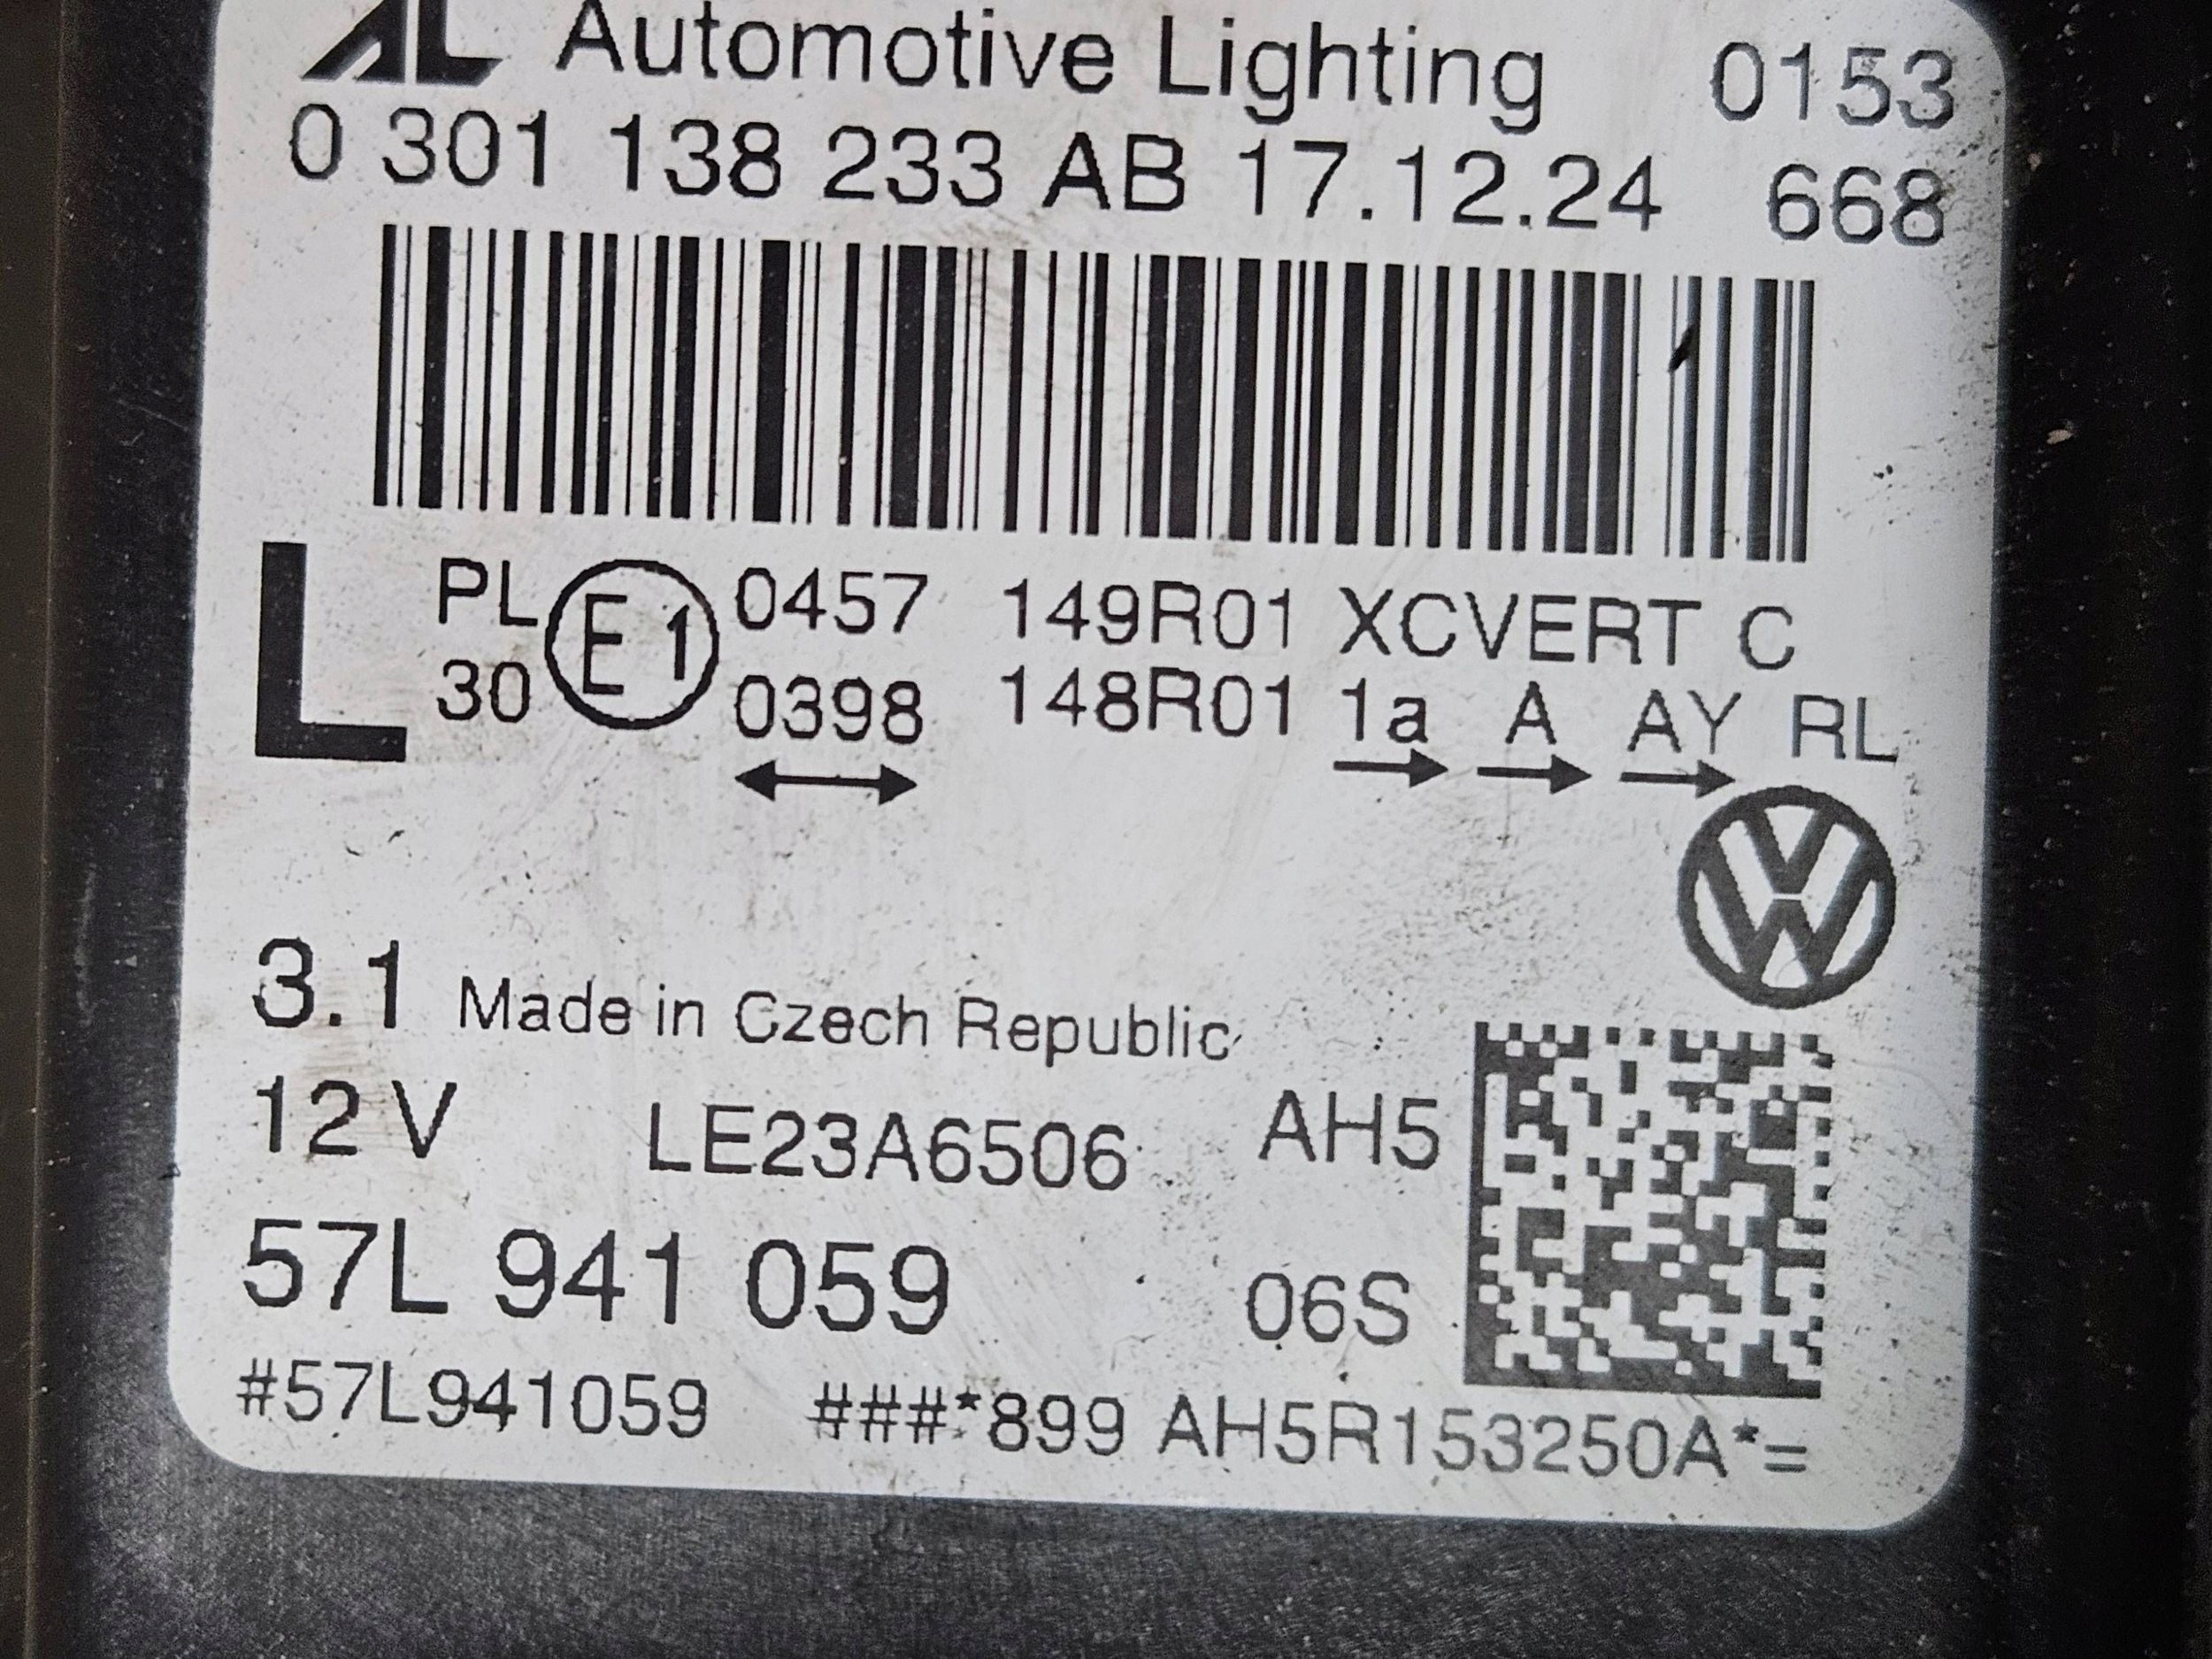 AL Automotive Lighting 0153
0 301 138 233 AB 17.12.24 668
L PL E1 0457 149R01 XCVERT C
30 0398 148R01 1a A AY RL
3.1 Made in Czech Republic
12 V LE23A6506 AH5
57L 941 059 06S
#57L941059 ###*899 AH5R153250A*=